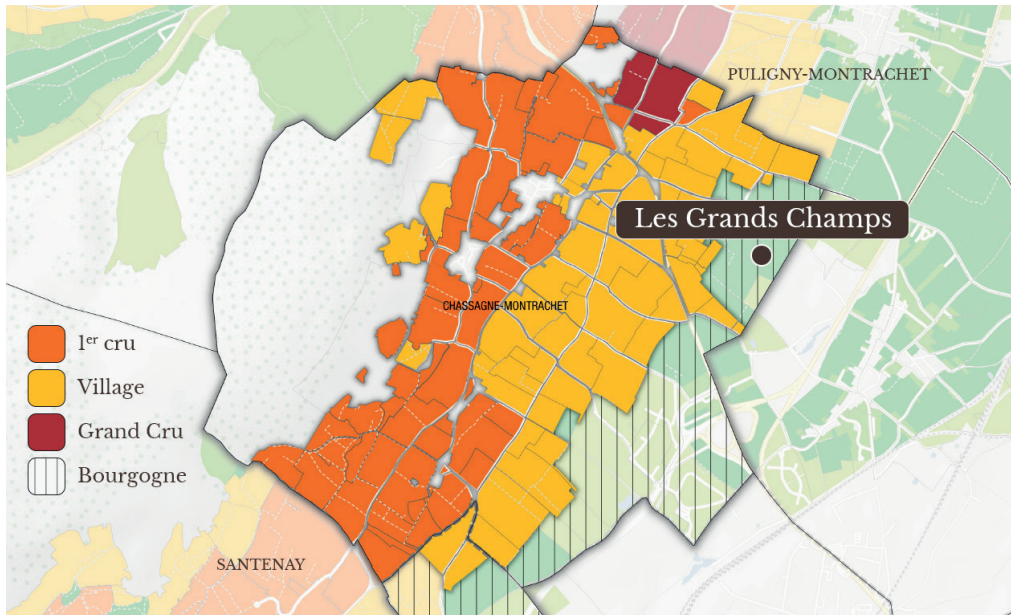 PULIGNY-MONTRACHET
Les Grands Champs
CHASSAGNE-MONTRACHET
1er cru
Village
Grand Cru
Bourgogne
SANTENAY